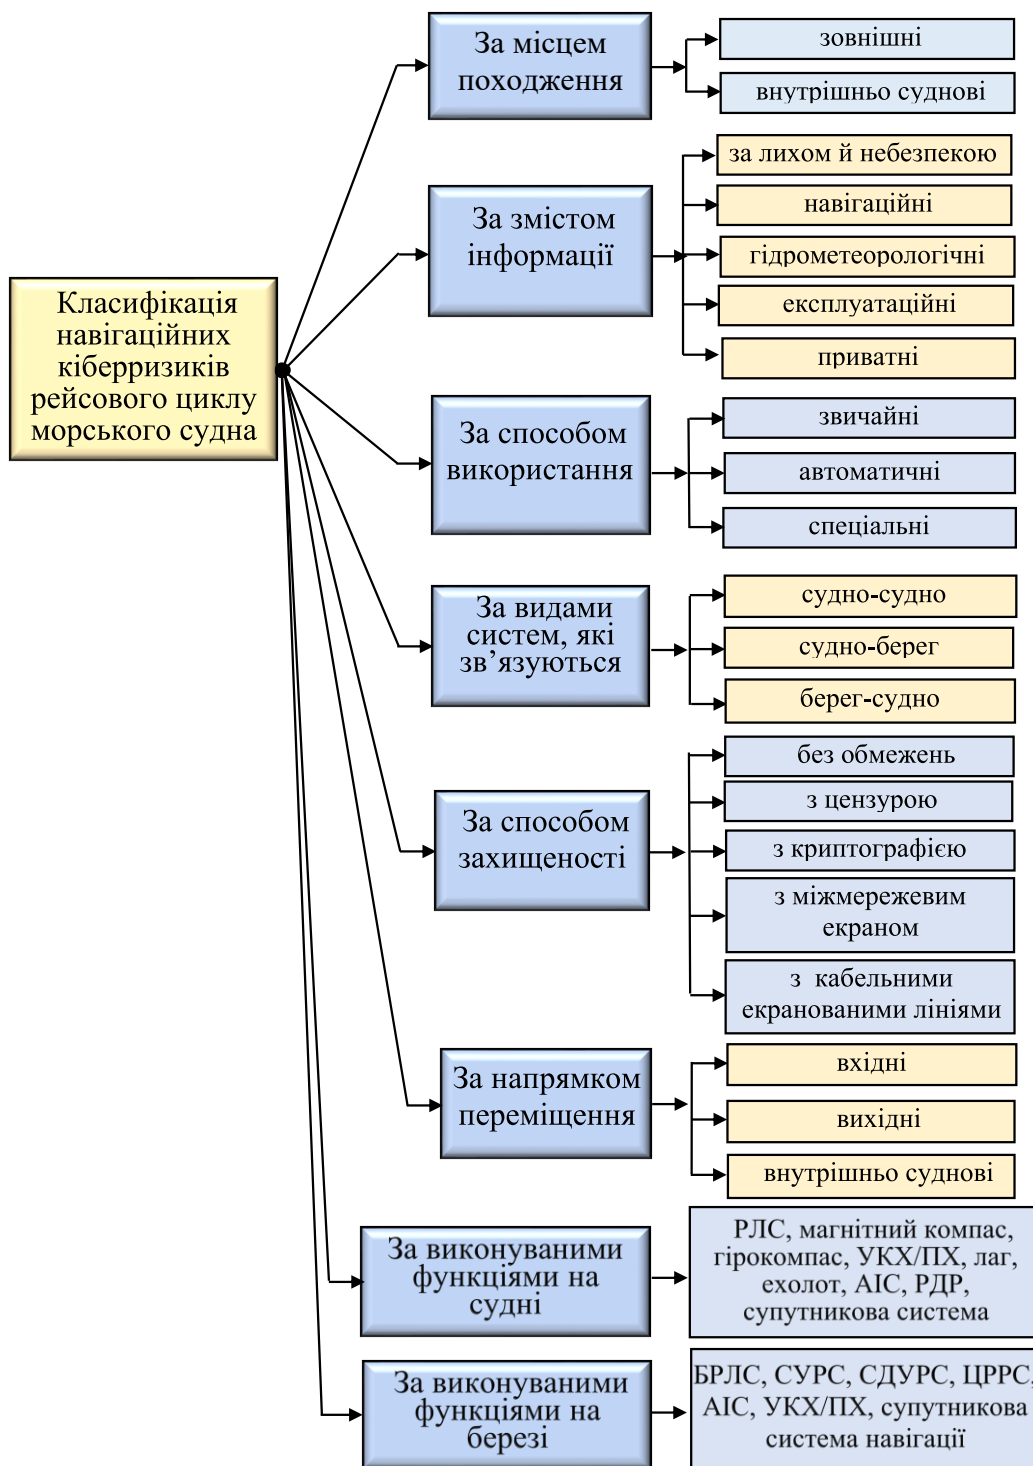 Класифікація
навігаційних
кіберризиків
рейсового циклу
морського судна
За місцем
походження
зовнішні
внутрішньо суднові
За змістом
інформації
за лихом й небезпекою
навігаційні
гідрометеорологічні
експлуатаційні
приватні
За способом
використання
звичайні
автоматичні
спеціальні
За видами
систем, які
зв’язуються
судно-судно
судно-берег
берег-судно
За способом
захищеності
без обмежень
з цензурою
з криптографією
з міжмережевим
екраном
з кабельними
екранованими лініями
За напрямком
переміщення
вхідні
вихідні
внутрішньо суднові
За виконуваними
функціями на
судні
РЛС, магнітний компас,
гірокомпас, УКХ/ПХ, лаг,
ехолот, АІС, РДР,
супутникова система
За виконуваними
функціями на
березі
БРЛС, СУРС, СДУРС, ЦРРС,
АІС, УКХ/ПХ, супутникова
система навігації